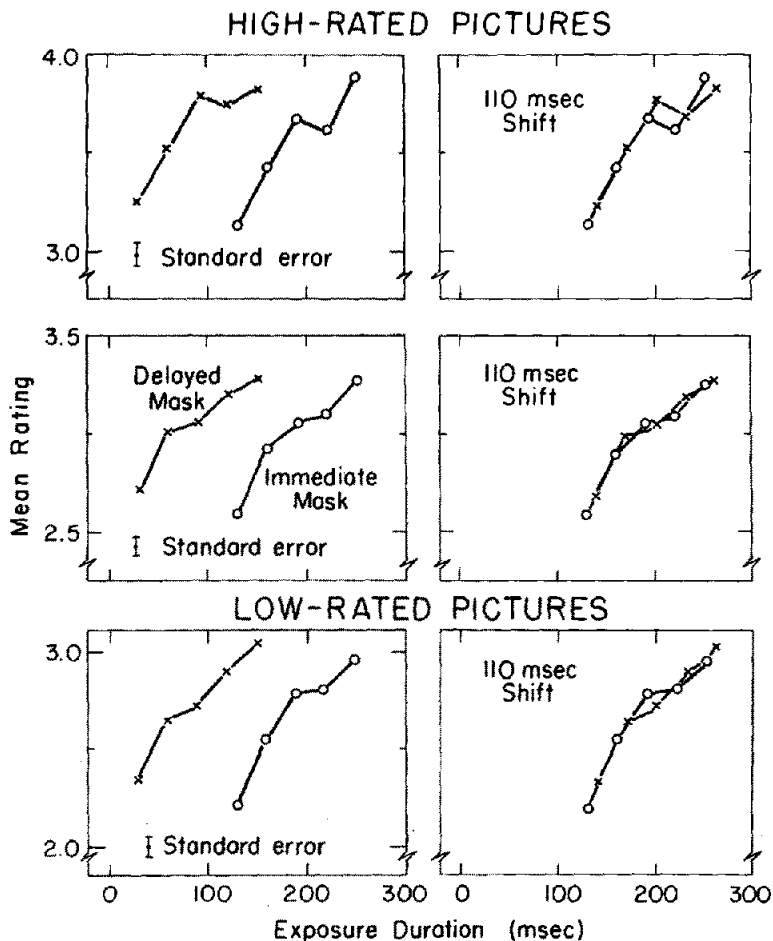 HIGH-RATED PICTURES
4.0
3.0
Standard error
110 msec
Shift
Mean Rating
3.5
2.5
Delayed
Mask
Immediate
Mask
Standard error
110 msec
Shift
LOW-RATED PICTURES
3.0
2.0
Standard error
110 msec
Shift
0 100 200 300 0 100 200 300
Exposure Duration (msec)